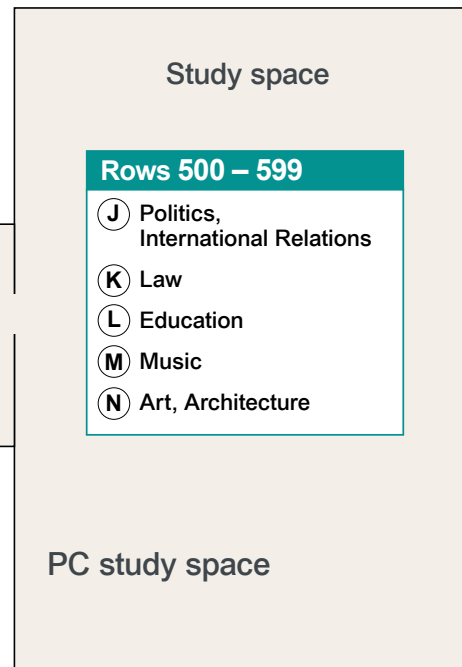 Study space
Rows 500 – 599
J Politics,
International Relations
K Law
L Education
M Music
N Art, Architecture
PC study space